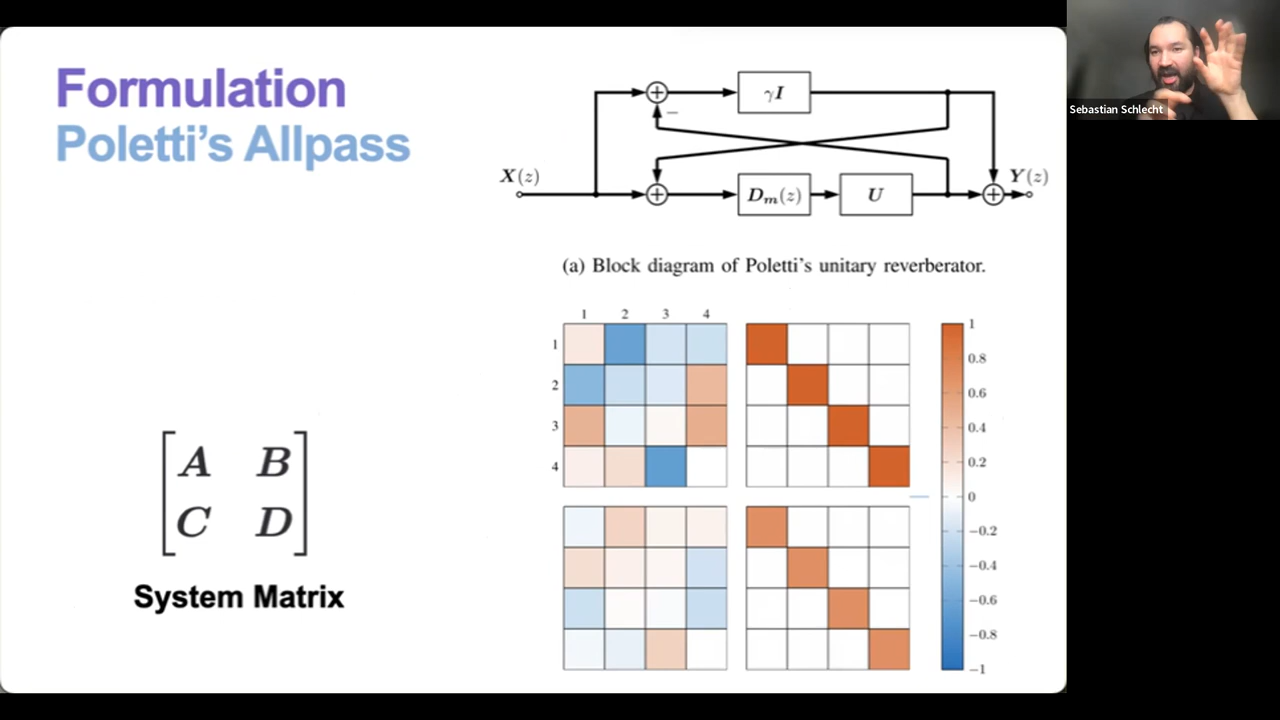 Formulation
Poletti's Allpass
γI
X(z)
Y(z)
D_m(z)
U
(a) Block diagram of Poletti's unitary reverberator.
1 2 3 4
1
2
3
4
1
0.8
0.6
0.4
0.2
0
−0.2
−0.4
−0.6
−0.8
−1
A B
C D
System Matrix
Sebastian Schlecht